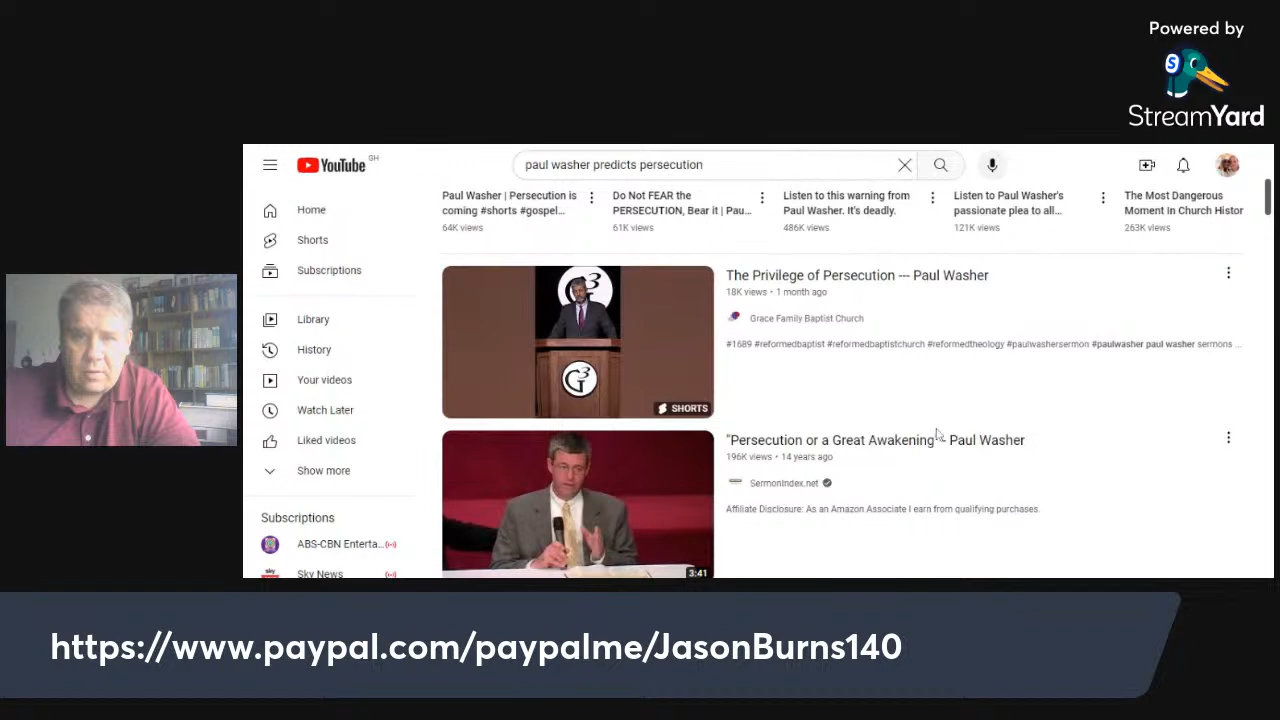 Powered by
S
StreamYard
YouTube GH
paul washer predicts persecution
Home
Shorts
Subscriptions
Library
History
Your videos
Watch Later
Liked videos
Show more
Subscriptions
ABS-CBN Enterta...
sky
Sky News
Paul Washer | Persecution is
coming #shorts #gospel...
64K views
Do Not FEAR the
PERSECUTION, Bear it | Pau...
61K views
Listen to this warning from
Paul Washer. It's deadly.
486K views
Listen to Paul Washer's
passionate plea to all...
121K views
The Most Dangerous
Moment In Church Histor
263K views
G3
G3
SHORTS
The Privilege of Persecution --- Paul Washer
18K views • 1 month ago
Grace Family Baptist Church
#1689 #reformedbaptist #reformedbaptistchurch #reformedtheology #paulwashersermon #paulwasher paul washer sermons ...
3:41
"Persecution or a Great Awakening" - Paul Washer
196K views • 14 years ago
SermonIndex.net
Affiliate Disclosure: As an Amazon Associate I earn from qualifying purchases.
https://www.paypal.com/paypalme/JasonBurns140